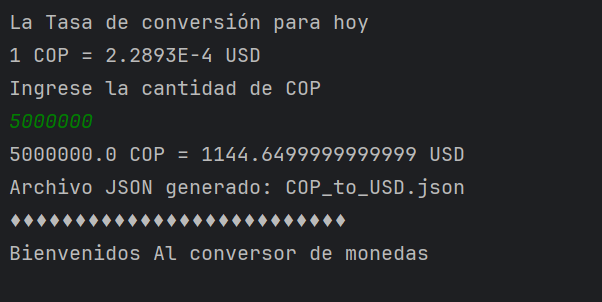 La Tasa de conversión para hoy
1 COP = 2.2893E-4 USD
Ingrese la cantidad de COP
5000000
5000000.0 COP = 1144.6499999999999 USD
Archivo JSON generado: COP_to_USD.json
♦♦♦♦♦♦♦♦♦♦♦♦♦♦♦♦♦♦♦♦♦♦♦♦♦♦
Bienvenidos Al conversor de monedas